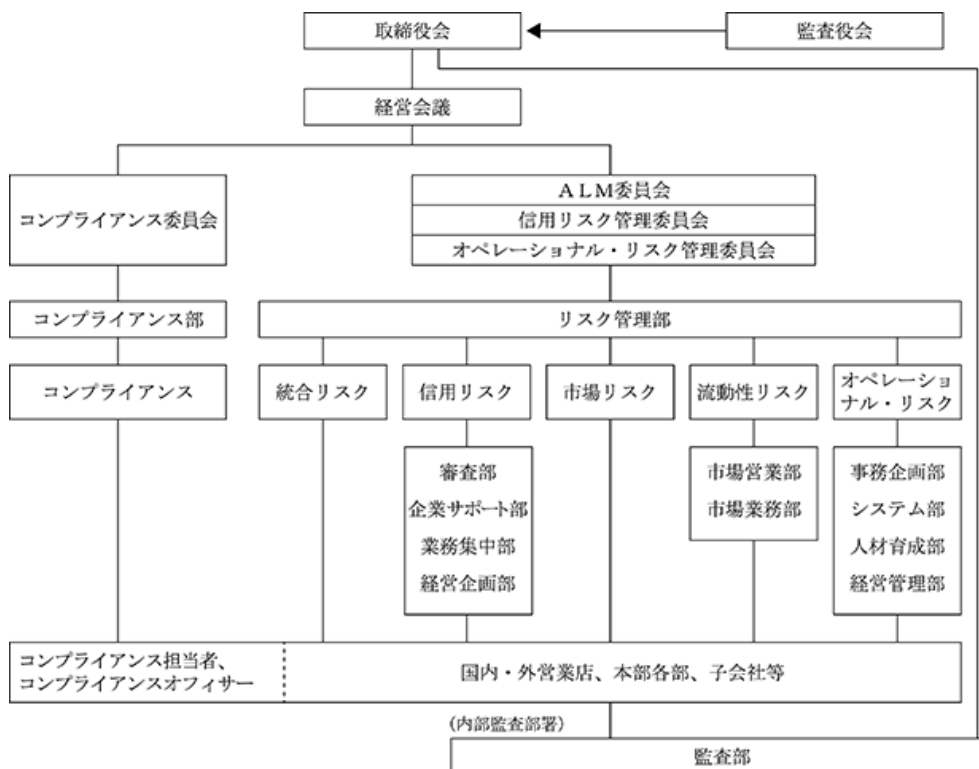 取締役会
監査役会
経営会議
コンプライアンス委員会
ALM委員会
信用リスク管理委員会
オペレーショナル・リスク管理委員会
コンプライアンス部
リスク管理部
コンプライアンス
統合リスク
信用リスク
市場リスク
流動性リスク
オペレーショ
ナル・リスク
審査部
企業サポート部
業務集中部
経営企画部
市場営業部
市場業務部
事務企画部
システム部
人材育成部
経営管理部
コンプライアンス担当者、
コンプライアンスオフィサー
国内・外営業店、本部各部、子会社等
(内部監査部署)
監査部